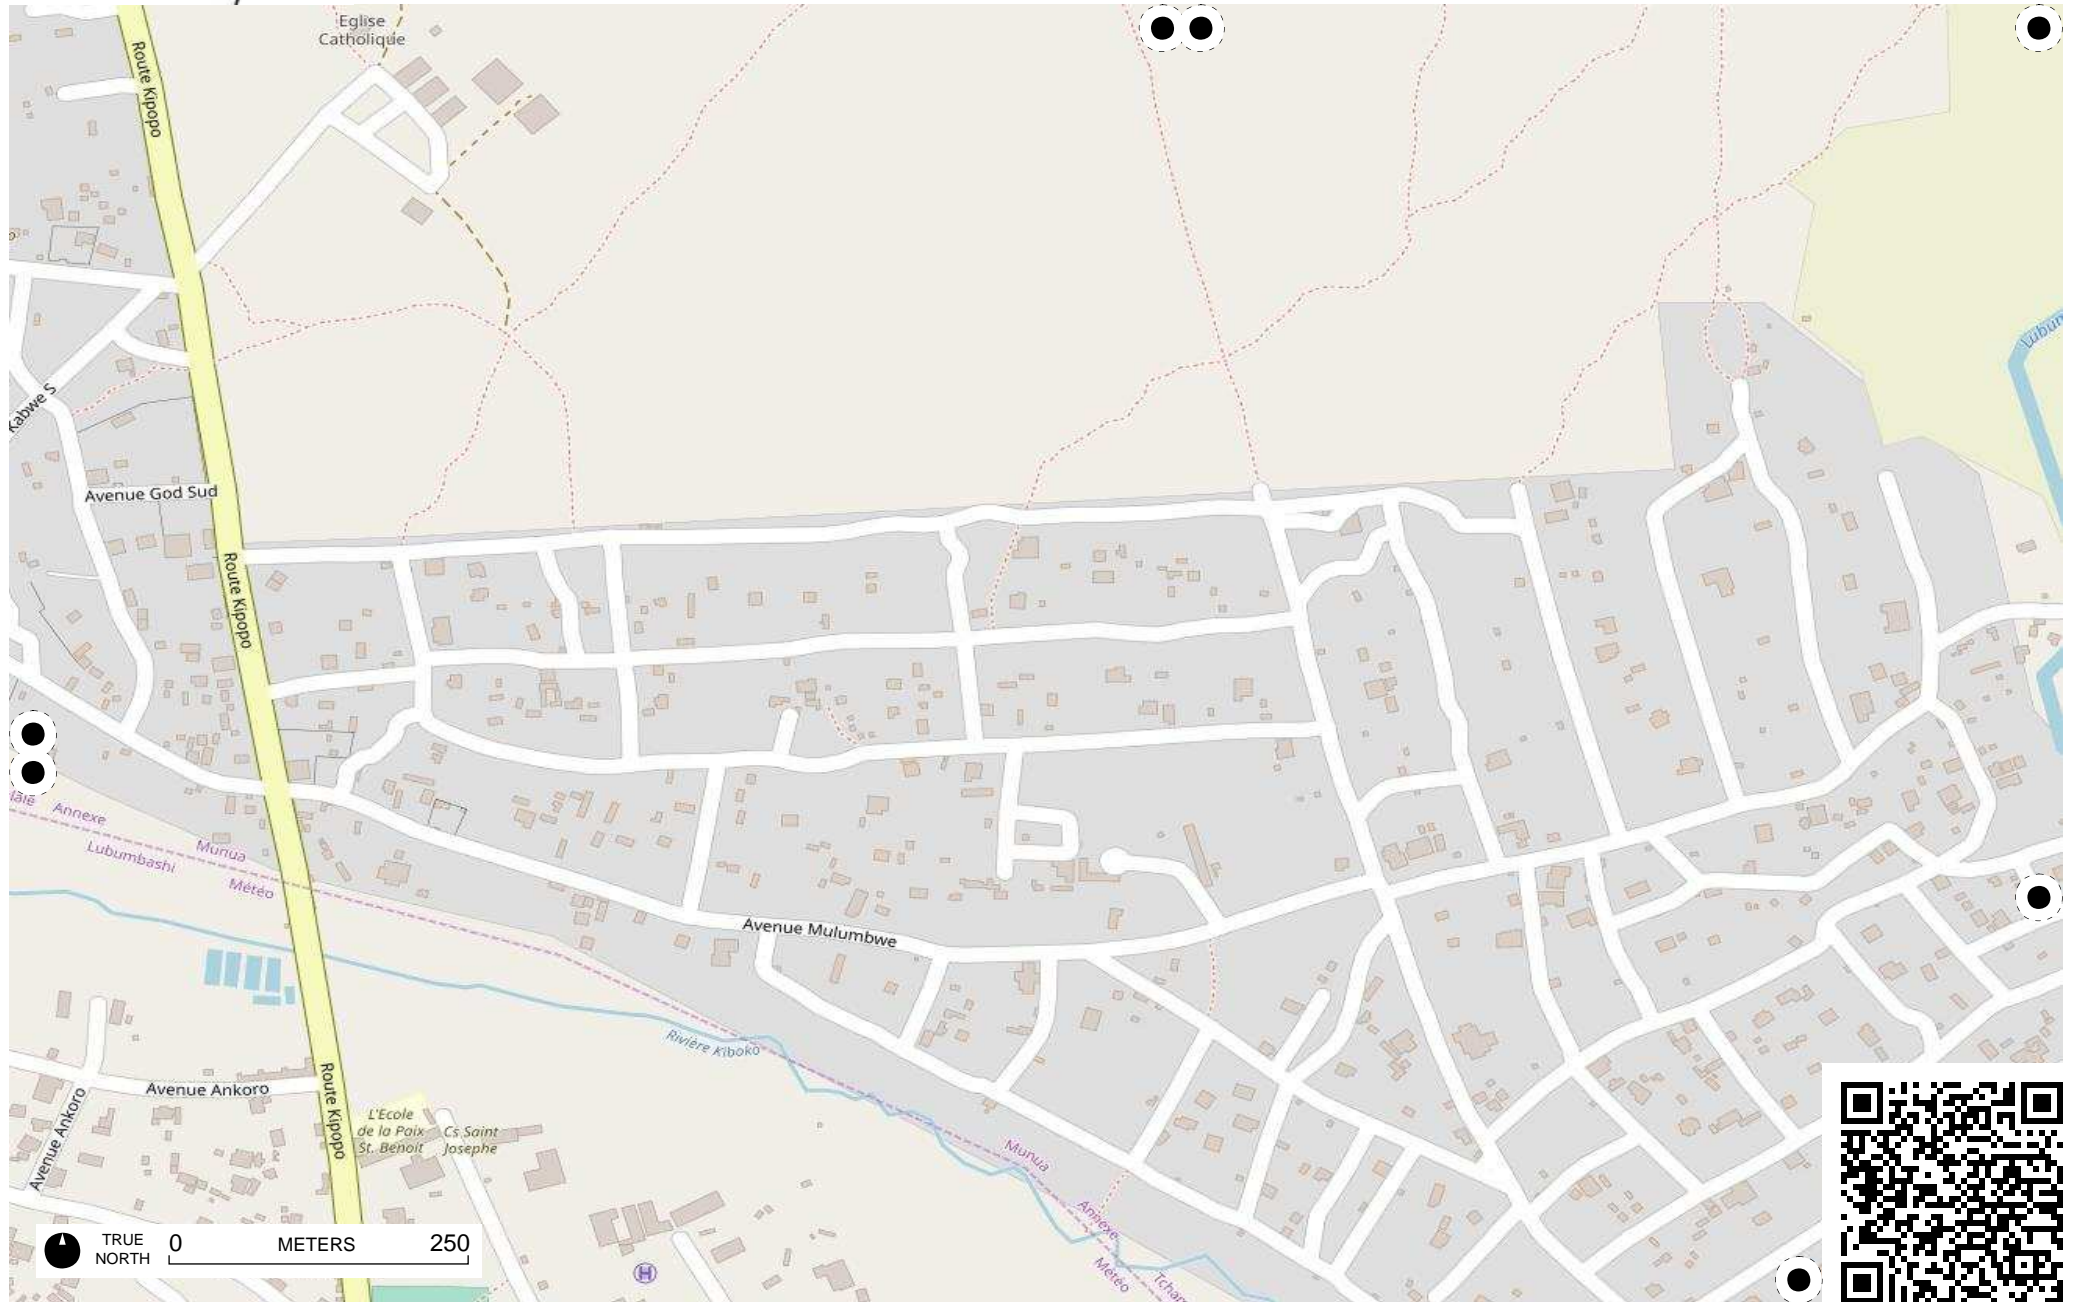 Eglise
Catholique
Route Kipopo
Kabwe S
Avenue God Sud
Route Kipopo
Annexe
Munua
Lubumbashi
Météo
Avenue Mulumbwe
Rivière Kiboko
Avenue Ankoro
Avenue Ankoro
Route Kipopo
L'Ecole
de la Paix
St. Benoit
Cs Saint
Josephe
Munua
Annexe
Météo
Tcham
Lubum
H
TRUE
NORTH
0
METERS
250